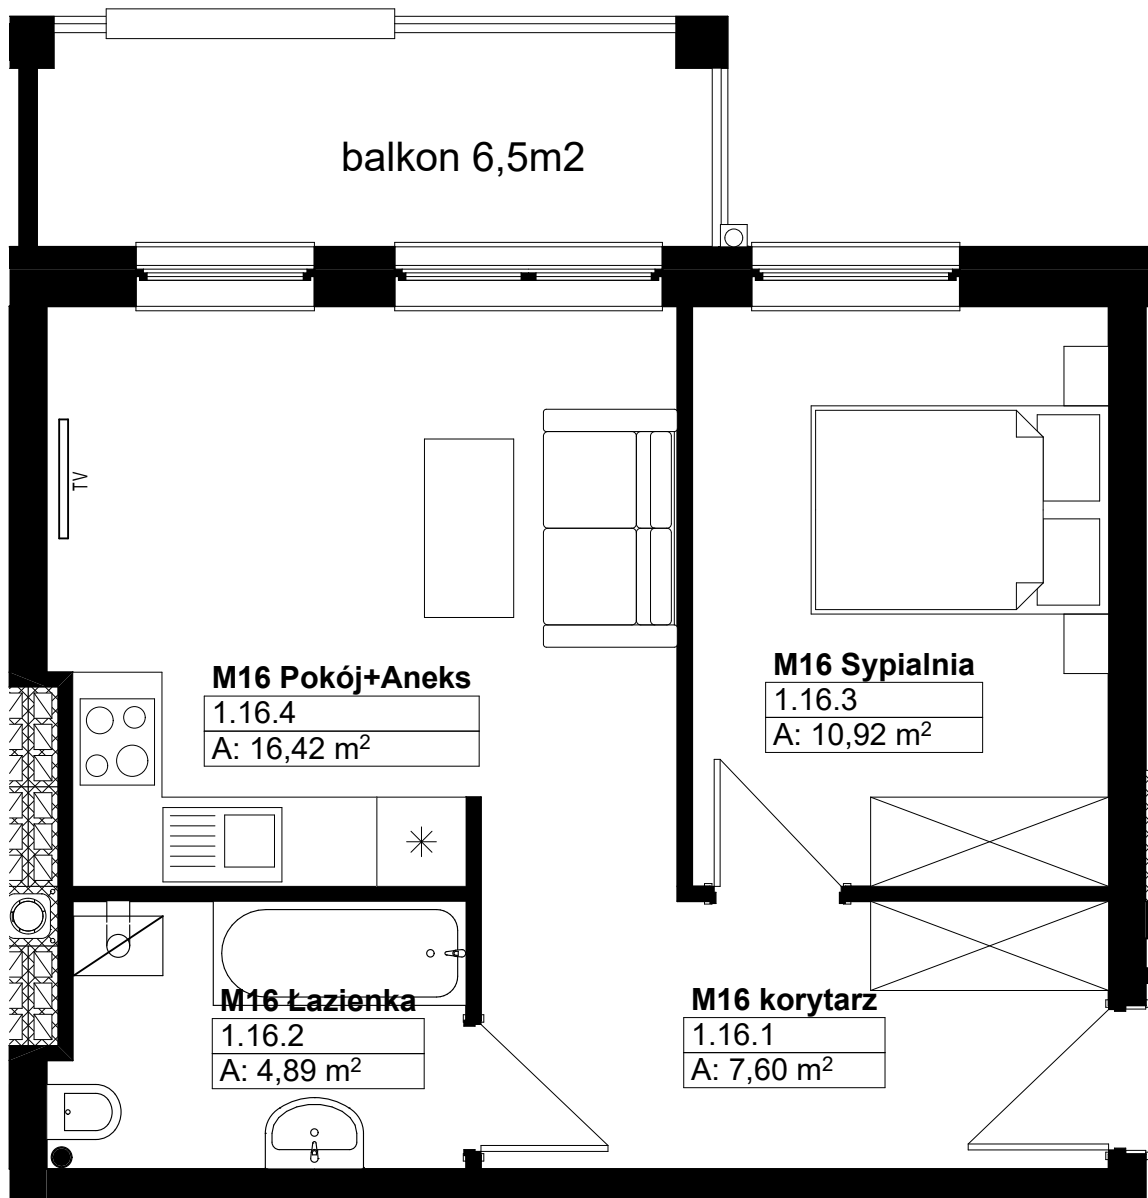 balkon 6,5m2
TV
M16 Pokój+Aneks
1.16.4
A: 16,42 m²
M16 Sypialnia
1.16.3
A: 10,92 m²
M16 Łazienka
1.16.2
A: 4,89 m²
M16 korytarz
1.16.1
A: 7,60 m²